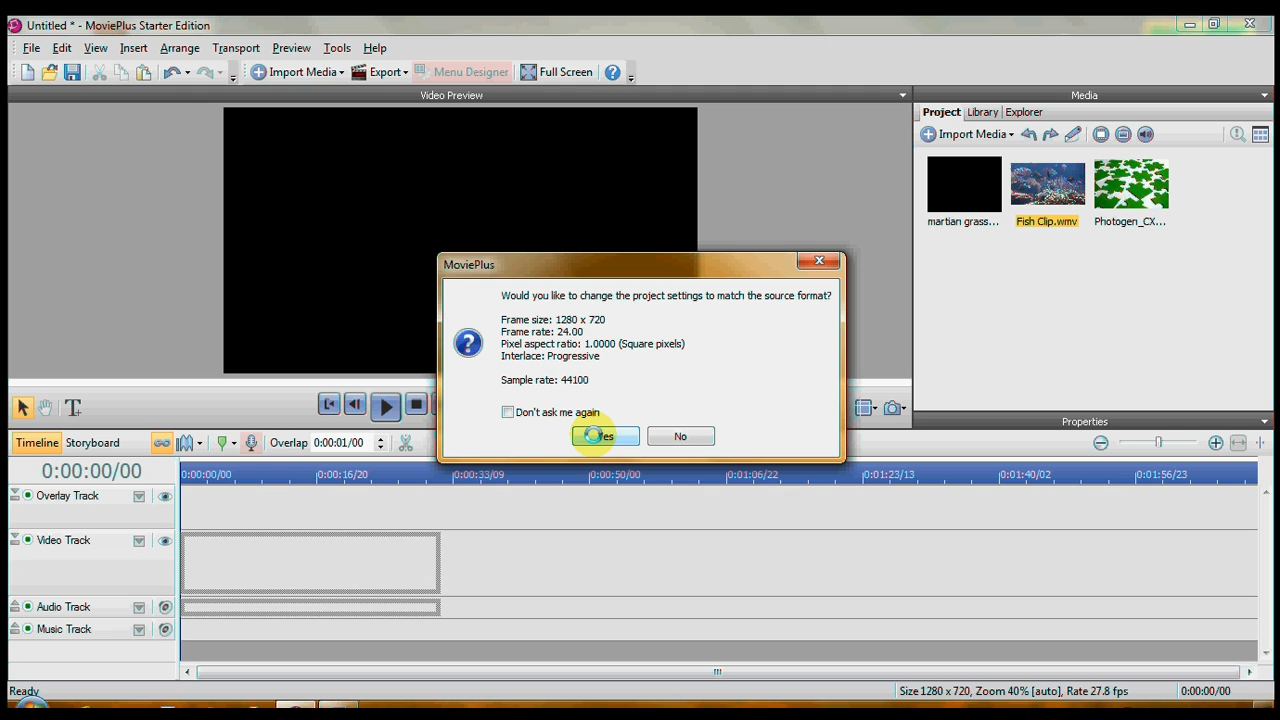 Untitled * - MoviePlus Starter Edition
File Edit View Insert Arrange Transport Preview Tools Help
Import Media Export Menu Designer Full Screen
Video Preview
Media
Project Library Explorer
Import Media
martian grass... Fish Clip.wmv Photogen_CX...
MoviePlus
Would you like to change the project settings to match the source format?
Frame size: 1280 x 720
Frame rate: 24.00
Pixel aspect ratio: 1.0000 (Square pixels)
Interlace: Progressive
Sample rate: 44100
Don't ask me again
Yes No
Properties
Timeline Storyboard Overlap 0:00:01/00
0:00:00/00 0:00:00/00 0:00:16/20 0:00:33/09 0:00:50/00 0:01:06/22 0:01:23/13 0:01:40/02 0:01:56/23
Overlay Track
Video Track
Audio Track
Music Track
Ready Size 1280 x 720, Zoom 40% [auto], Rate 27.8 fps 0:00:00/00